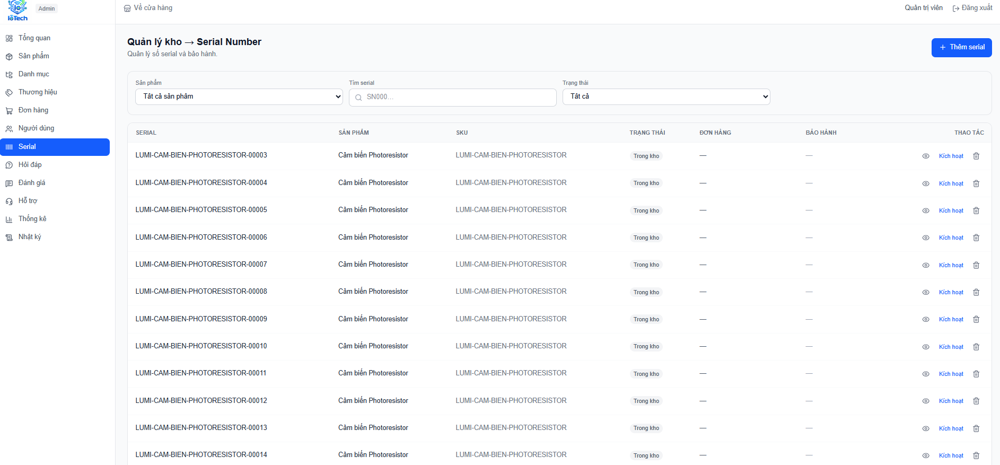 IoTech
Admin
Về cửa hàng
Quản trị viên
Đăng xuất
Tổng quan
Sản phẩm
Danh mục
Thương hiệu
Đơn hàng
Người dùng
Serial
Hỏi đáp
Đánh giá
Hỗ trợ
Thống kê
Nhật ký
Quản lý kho → Serial Number
Quản lý số serial và bảo hành.
+ Thêm serial
Sản phẩm
Tìm serial
Trạng thái
Tất cả sản phẩm
SN000...
Tất cả
SERIAL SẢN PHẨM SKU TRẠNG THÁI ĐƠN HÀNG BẢO HÀNH THAO TÁC
LUMI-CAM-BIEN-PHOTORESISTOR-00003 Cảm biến Photoresistor LUMI-CAM-BIEN-PHOTORESISTOR Trong kho — — Kích hoạt
LUMI-CAM-BIEN-PHOTORESISTOR-00004 Cảm biến Photoresistor LUMI-CAM-BIEN-PHOTORESISTOR Trong kho — — Kích hoạt
LUMI-CAM-BIEN-PHOTORESISTOR-00005 Cảm biến Photoresistor LUMI-CAM-BIEN-PHOTORESISTOR Trong kho — — Kích hoạt
LUMI-CAM-BIEN-PHOTORESISTOR-00006 Cảm biến Photoresistor LUMI-CAM-BIEN-PHOTORESISTOR Trong kho — — Kích hoạt
LUMI-CAM-BIEN-PHOTORESISTOR-00007 Cảm biến Photoresistor LUMI-CAM-BIEN-PHOTORESISTOR Trong kho — — Kích hoạt
LUMI-CAM-BIEN-PHOTORESISTOR-00008 Cảm biến Photoresistor LUMI-CAM-BIEN-PHOTORESISTOR Trong kho — — Kích hoạt
LUMI-CAM-BIEN-PHOTORESISTOR-00009 Cảm biến Photoresistor LUMI-CAM-BIEN-PHOTORESISTOR Trong kho — — Kích hoạt
LUMI-CAM-BIEN-PHOTORESISTOR-00010 Cảm biến Photoresistor LUMI-CAM-BIEN-PHOTORESISTOR Trong kho — — Kích hoạt
LUMI-CAM-BIEN-PHOTORESISTOR-00011 Cảm biến Photoresistor LUMI-CAM-BIEN-PHOTORESISTOR Trong kho — — Kích hoạt
LUMI-CAM-BIEN-PHOTORESISTOR-00012 Cảm biến Photoresistor LUMI-CAM-BIEN-PHOTORESISTOR Trong kho — — Kích hoạt
LUMI-CAM-BIEN-PHOTORESISTOR-00013 Cảm biến Photoresistor LUMI-CAM-BIEN-PHOTORESISTOR Trong kho — — Kích hoạt
LUMI-CAM-BIEN-PHOTORESISTOR-00014 Cảm biến Photoresistor LUMI-CAM-BIEN-PHOTORESISTOR Trong kho — — Kích hoạt